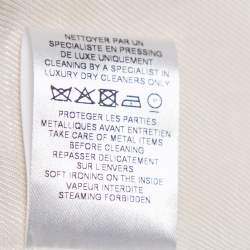 NETTOYER PAR UN
SPECIALISTE EN PRESSING
DE LUXE UNIQUEMENT
CLEANING BY A SPECIALIST IN
LUXURY DRY CLEANERS ONLY
PROTEGER LES PARTIES
METALLIQUES AVANT ENTRETIEN
TAKE CARE OF METAL ITEMS
BEFORE CLEANING
REPASSER DELICATEMENT
SUR L'ENVERS
SOFT IRONING ON THE INSIDE
VAPEUR INTERDITE
STEAMING FORBIDDEN